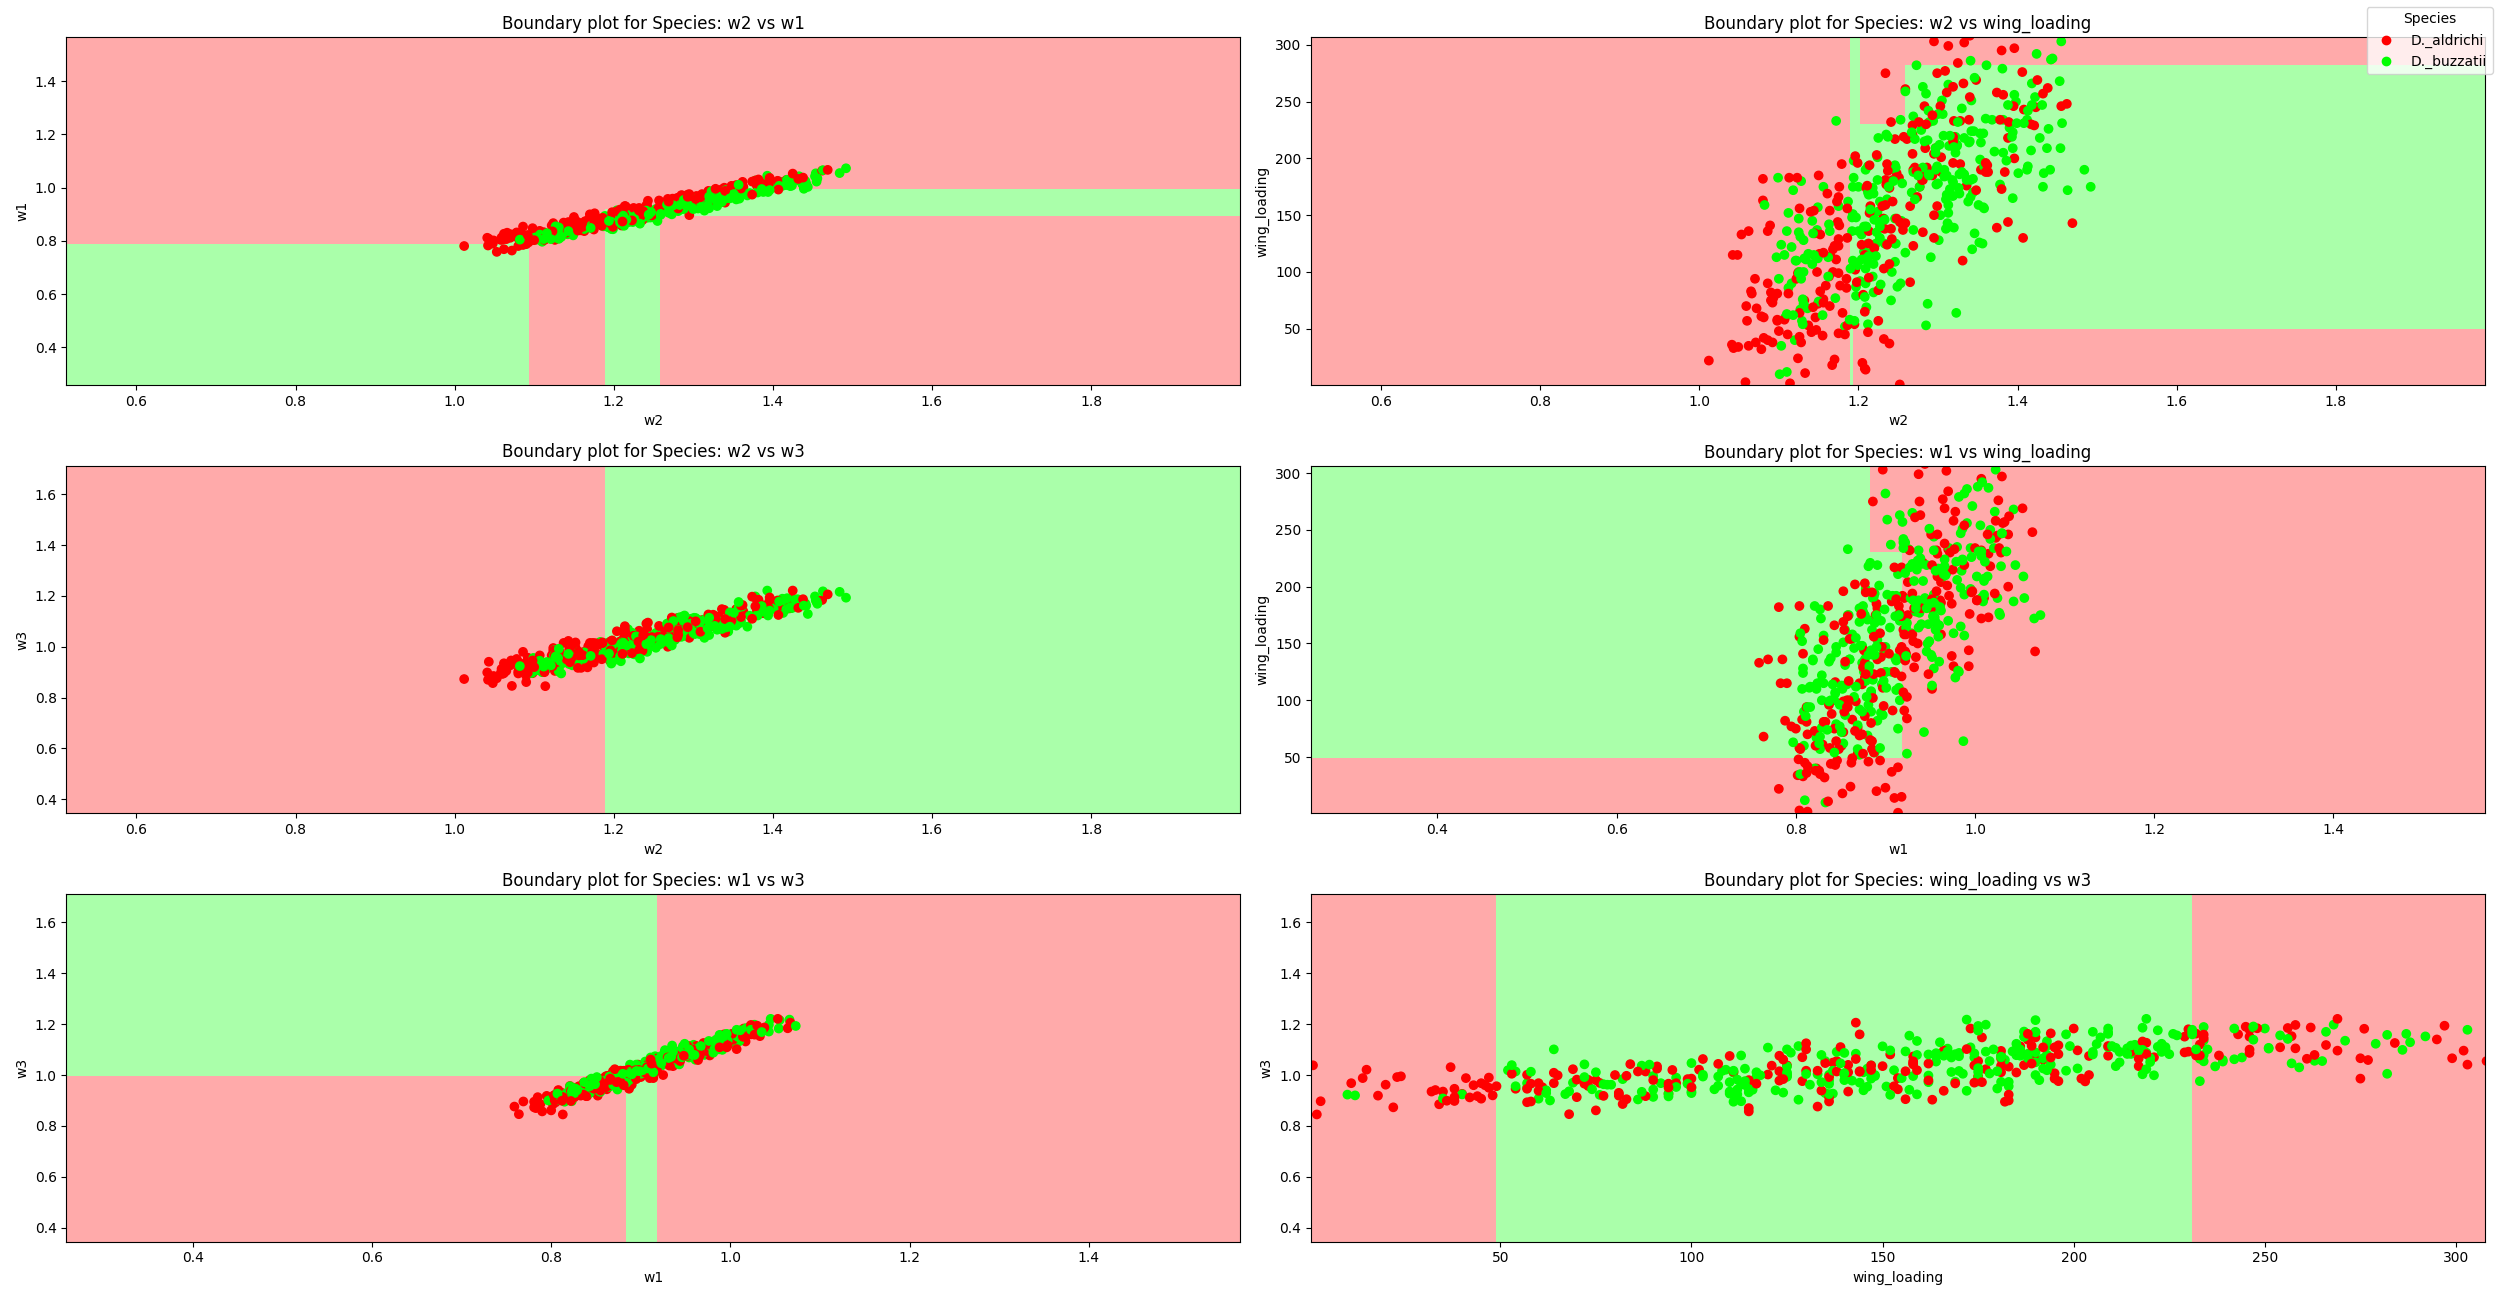 Boundary plot for Species: w2 vs w1
w1
1.4
1.2
1.0
0.8
0.6
0.4
0.6 0.8 1.0 1.2 1.4 1.6 1.8
w2
Boundary plot for Species: w2 vs wing_loading
Species
D._aldrichi
D._buzzatii
wing_loading
300
250
200
150
100
50
0.6 0.8 1.0 1.2 1.4 1.6 1.8
w2
Boundary plot for Species: w2 vs w3
w3
1.6
1.4
1.2
1.0
0.8
0.6
0.4
0.6 0.8 1.0 1.2 1.4 1.6 1.8
w2
Boundary plot for Species: w1 vs wing_loading
wing_loading
300
250
200
150
100
50
0.4 0.6 0.8 1.0 1.2 1.4
w1
Boundary plot for Species: w1 vs w3
w3
1.6
1.4
1.2
1.0
0.8
0.6
0.4
0.4 0.6 0.8 1.0 1.2 1.4
w1
Boundary plot for Species: wing_loading vs w3
w3
1.6
1.4
1.2
1.0
0.8
0.6
0.4
50 100 150 200 250 300
wing_loading